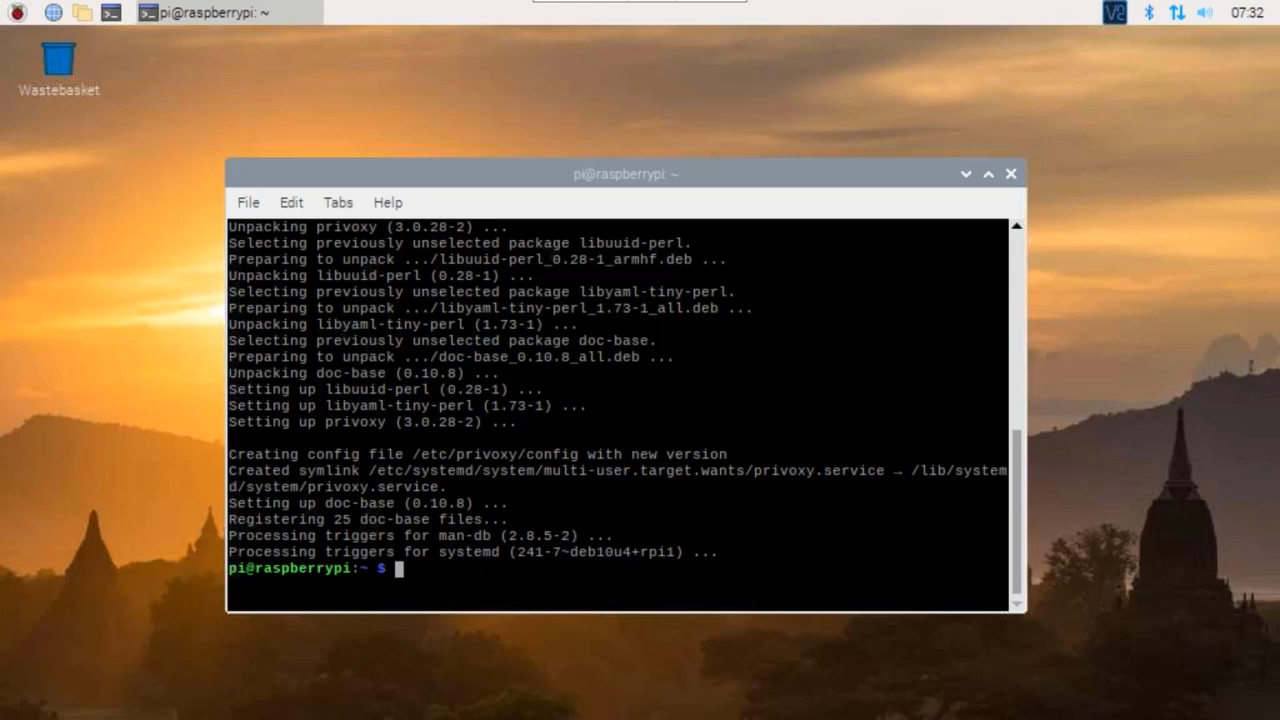 pi@raspberrypi: ~
07:32
Wastebasket
pi@raspberrypi: ~
File Edit Tabs Help
Unpacking privoxy (3.0.28-2) ...
Selecting previously unselected package libuuid-perl.
Preparing to unpack .../libuuid-perl_0.28-1_armhf.deb ...
Unpacking libuuid-perl (0.28-1) ...
Selecting previously unselected package libyaml-tiny-perl.
Preparing to unpack .../libyaml-tiny-perl_1.73-1_all.deb ...
Unpacking libyaml-tiny-perl (1.73-1) ...
Selecting previously unselected package doc-base.
Preparing to unpack .../doc-base_0.10.8_all.deb ...
Unpacking doc-base (0.10.8) ...
Setting up libuuid-perl (0.28-1) ...
Setting up libyaml-tiny-perl (1.73-1) ...
Setting up privoxy (3.0.28-2) ...
Creating config file /etc/privoxy/config with new version
Created symlink /etc/systemd/system/multi-user.target.wants/privoxy.service → /lib/system
d/system/privoxy.service.
Setting up doc-base (0.10.8) ...
Registering 25 doc-base files...
Processing triggers for man-db (2.8.5-2) ...
Processing triggers for systemd (241-7~deb10u4+rpi1) ...
pi@raspberrypi:~ $